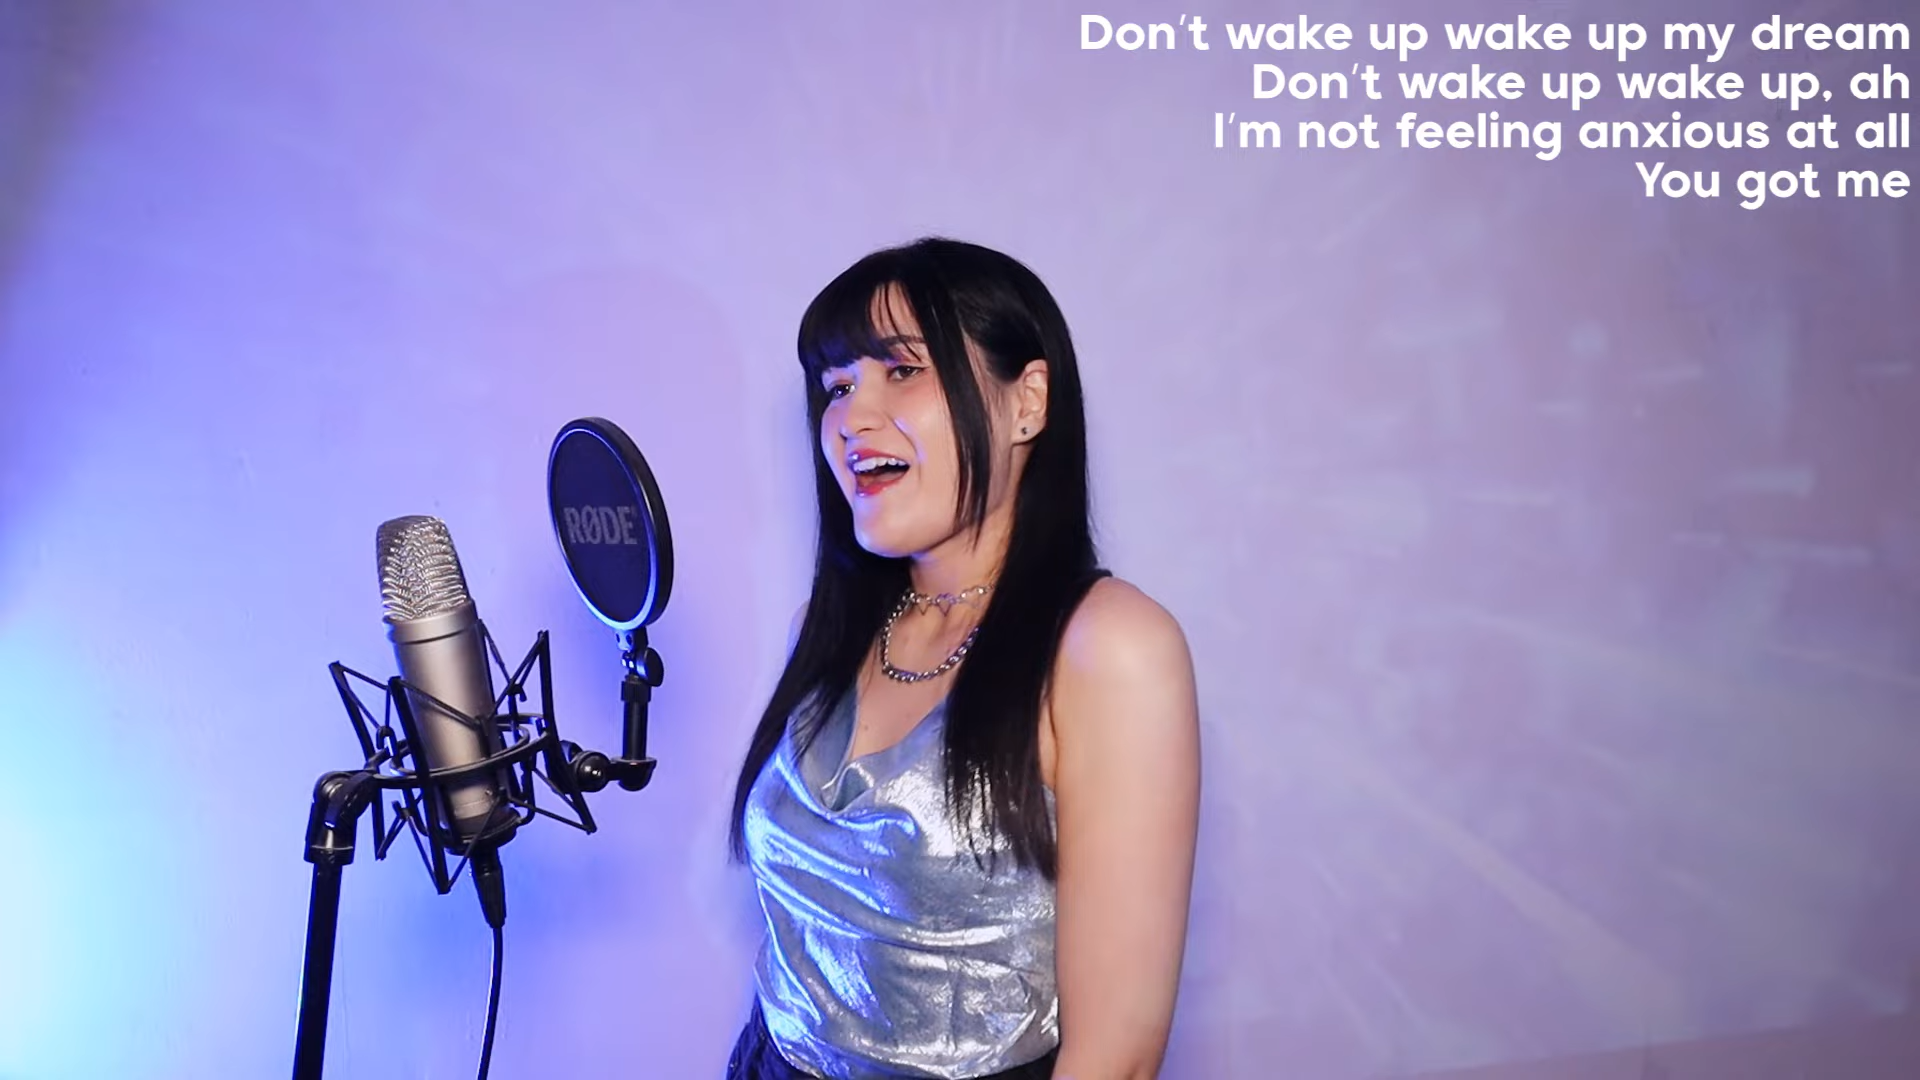 Don't wake up wake up my dream
Don't wake up wake up, ah
I'm not feeling anxious at all
You got me
RØDE